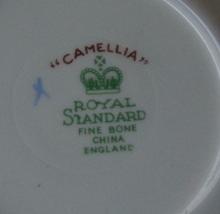 "CAMELLIA"
ROYAL
STANDARD
FINE BONE
CHINA
ENGLAND